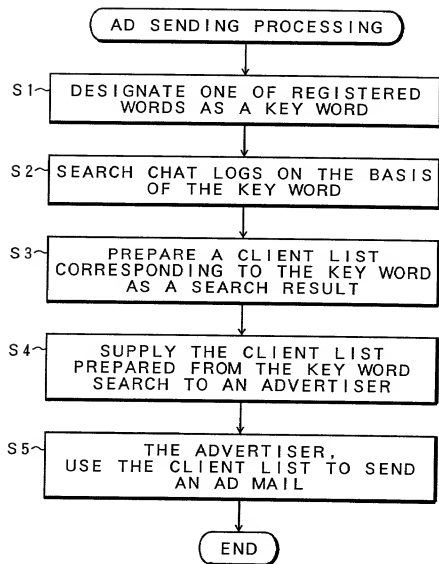 AD SENDING PROCESSING
S1
DESIGNATE ONE OF REGISTERED
WORDS AS A KEY WORD
S2
SEARCH CHAT LOGS ON THE BASIS
OF THE KEY WORD
S3
PREPARE A CLIENT LIST
CORRESPONDING TO THE KEY WORD
AS A SEARCH RESULT
S4
SUPPLY THE CLIENT LIST
PREPARED FROM THE KEY WORD
SEARCH TO AN ADVERTISER
S5
THE ADVERTISER,
USE THE CLIENT LIST TO SEND
AN AD MAIL
END